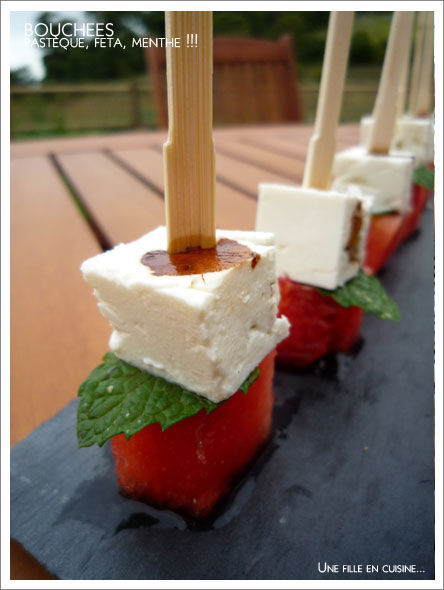 BOUCHEES
PASTEQUE, FETA, MENTHE !!!
UNE FILLE EN CUISINE...